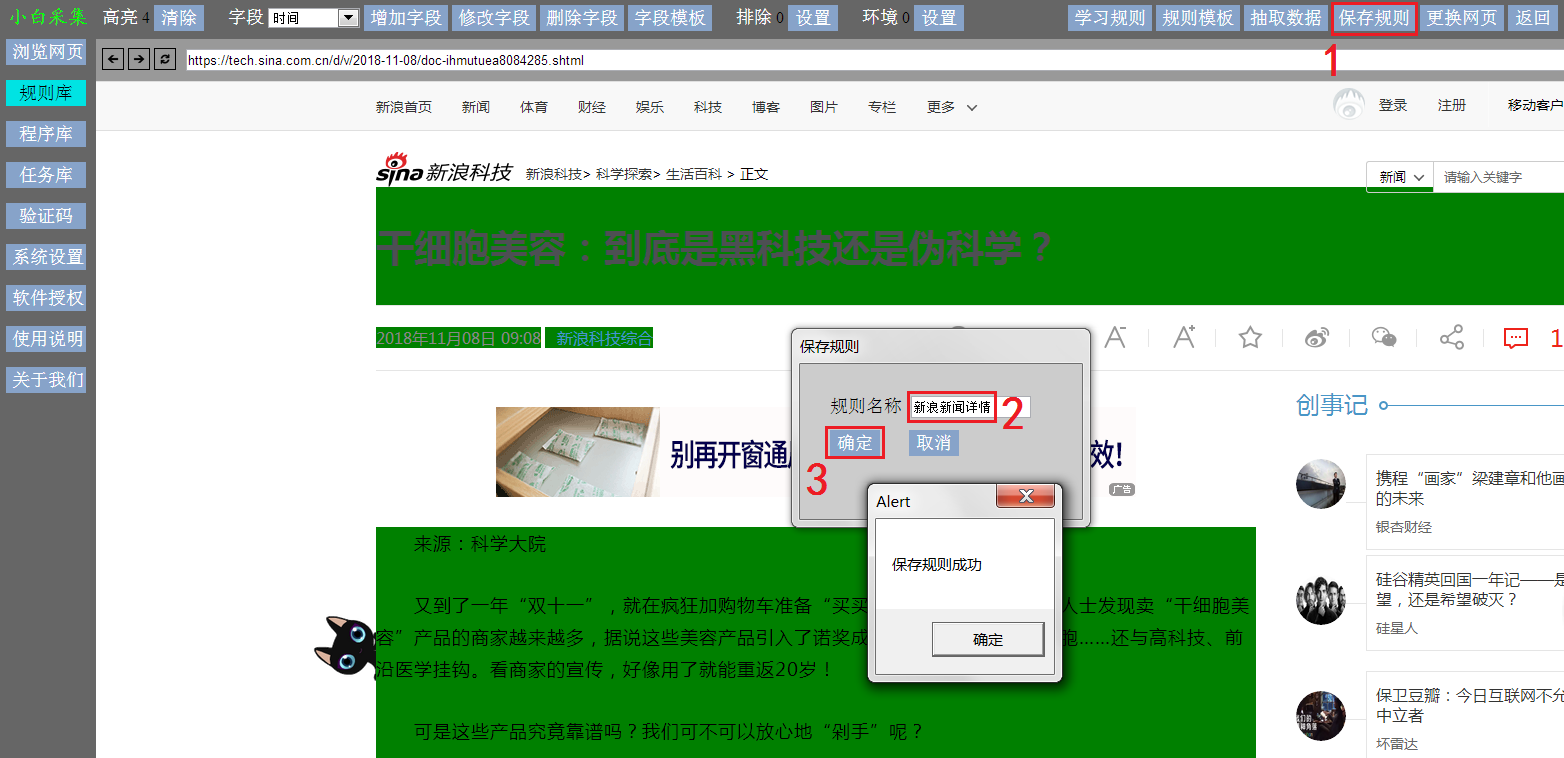 小白采集 高亮 4 清除 字段 时间 增加字段 修改字段 删除字段 字段模板 排除 0 设置 环境 0 设置 学习规则 规则模板 抽取数据 保存规则 更换网页 返回
1
浏览网页
规则库
程序库
任务库
验证码
系统设置
软件授权
使用说明
关于我们
https://tech.sina.com.cn/d/v/2018-11-08/doc-ihmutuea8084285.shtml
新浪首页 新闻 体育 财经 娱乐 科技 博客 图片 专栏 更多 登录 注册 移动客户
sina 新浪科技 新浪科技> 科学探索> 生活百科 > 正文
新闻 请输入关键字
干细胞美容：到底是黑科技还是伪科学？
2018年11月08日 09:08 新浪科技综合
A- A+ 1
保存规则
规则名称 新浪新闻详情 2
确定 取消
3
Alert
保存规则成功
确定
别再开窗通
效!
广告
来源：科学大院
又到了一年“双十一”，就在疯狂加购物车准备“买买
人士发现卖“干细胞美
容”产品的商家越来越多，据说这些美容产品引入了诺奖成
胞……还与高科技、前
沿医学挂钩。看商家的宣传，好像用了就能重返20岁！
可是这些产品究竟靠谱吗？我们可不可以放心地“剁手”呢？
创事记
携程“画家”梁建章和他画
的未来
银杏财经
硅谷精英回国一年记——是
望，还是希望破灭？
硅星人
保卫豆瓣：今日互联网不允
中立者
坏雷达